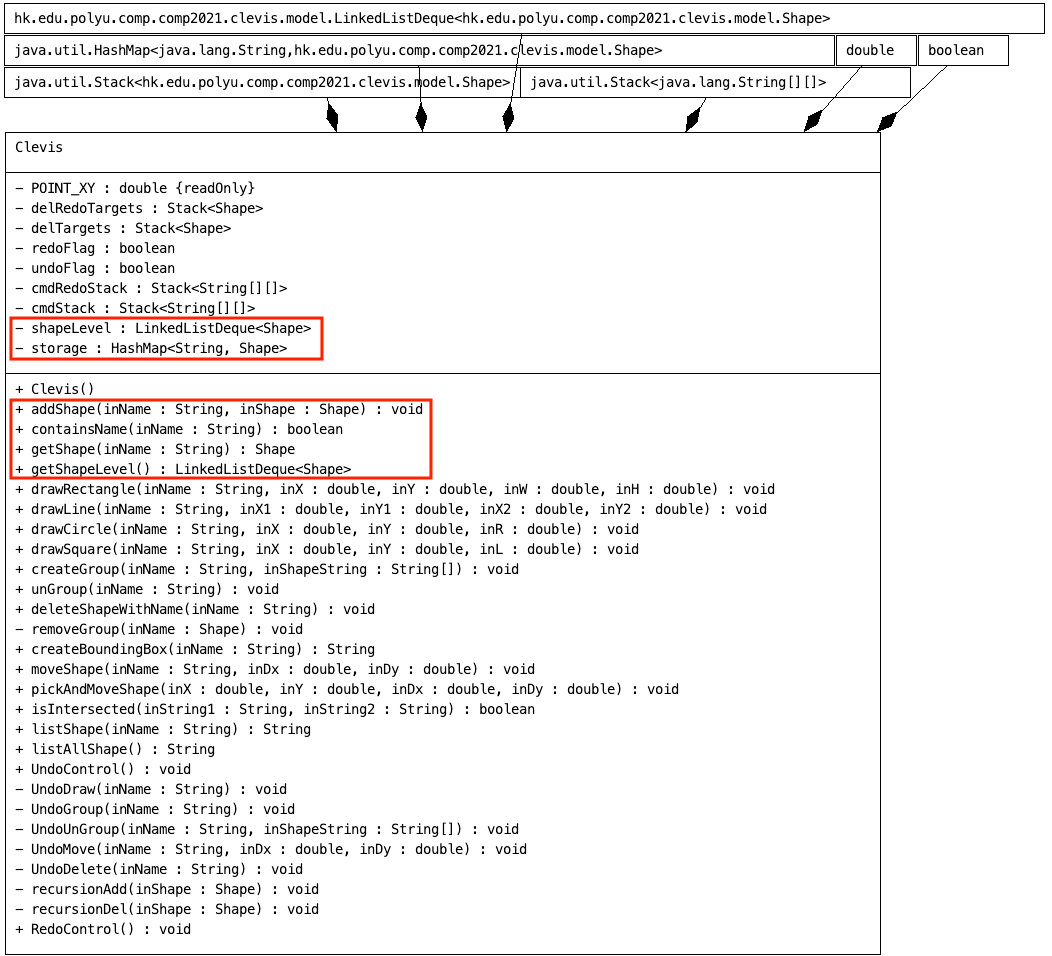 hk.edu.polyu.comp.comp2021.clevis.model.LinkedListDeque<hk.edu.polyu.comp.comp2021.clevis.model.Shape>
java.util.HashMap<java.lang.String,hk.edu.polyu.comp.comp2021.clevis.model.Shape>
double
boolean
java.util.Stack<hk.edu.polyu.comp.comp2021.clevis.model.Shape>
java.util.Stack<java.lang.String[][]>
Clevis
– POINT_XY : double {readOnly}
– delRedoTargets : Stack<Shape>
– delTargets : Stack<Shape>
– redoFlag : boolean
– undoFlag : boolean
– cmdRedoStack : Stack<String[][]>
– cmdStack : Stack<String[][]>
– shapeLevel : LinkedListDeque<Shape>
– storage : HashMap<String, Shape>
+ Clevis()
+ addShape(inName : String, inShape : Shape) : void
+ containsName(inName : String) : boolean
+ getShape(inName : String) : Shape
+ getShapeLevel() : LinkedListDeque<Shape>
+ drawRectangle(inName : String, inX : double, inY : double, inW : double, inH : double) : void
+ drawLine(inName : String, inX1 : double, inY1 : double, inX2 : double, inY2 : double) : void
+ drawCircle(inName : String, inX : double, inY : double, inR : double) : void
+ drawSquare(inName : String, inX : double, inY : double, inL : double) : void
+ createGroup(inName : String, inShapeString : String[]) : void
+ unGroup(inName : String) : void
+ deleteShapeWithName(inName : String) : void
– removeGroup(inName : Shape) : void
+ createBoundingBox(inName : String) : String
+ moveShape(inName : String, inDx : double, inDy : double) : void
+ pickAndMoveShape(inX : double, inY : double, inDx : double, inDy : double) : void
+ isIntersected(inString1 : String, inString2 : String) : boolean
+ listShape(inName : String) : String
+ listAllShape() : String
+ UndoControl() : void
– UndoDraw(inName : String) : void
– UndoGroup(inName : String) : void
– UndoUnGroup(inName : String, inShapeString : String[]) : void
– UndoMove(inName : String, inDx : double, inDy : double) : void
– UndoDelete(inName : String) : void
– recursionAdd(inShape : Shape) : void
– recursionDel(inShape : Shape) : void
+ RedoControl() : void